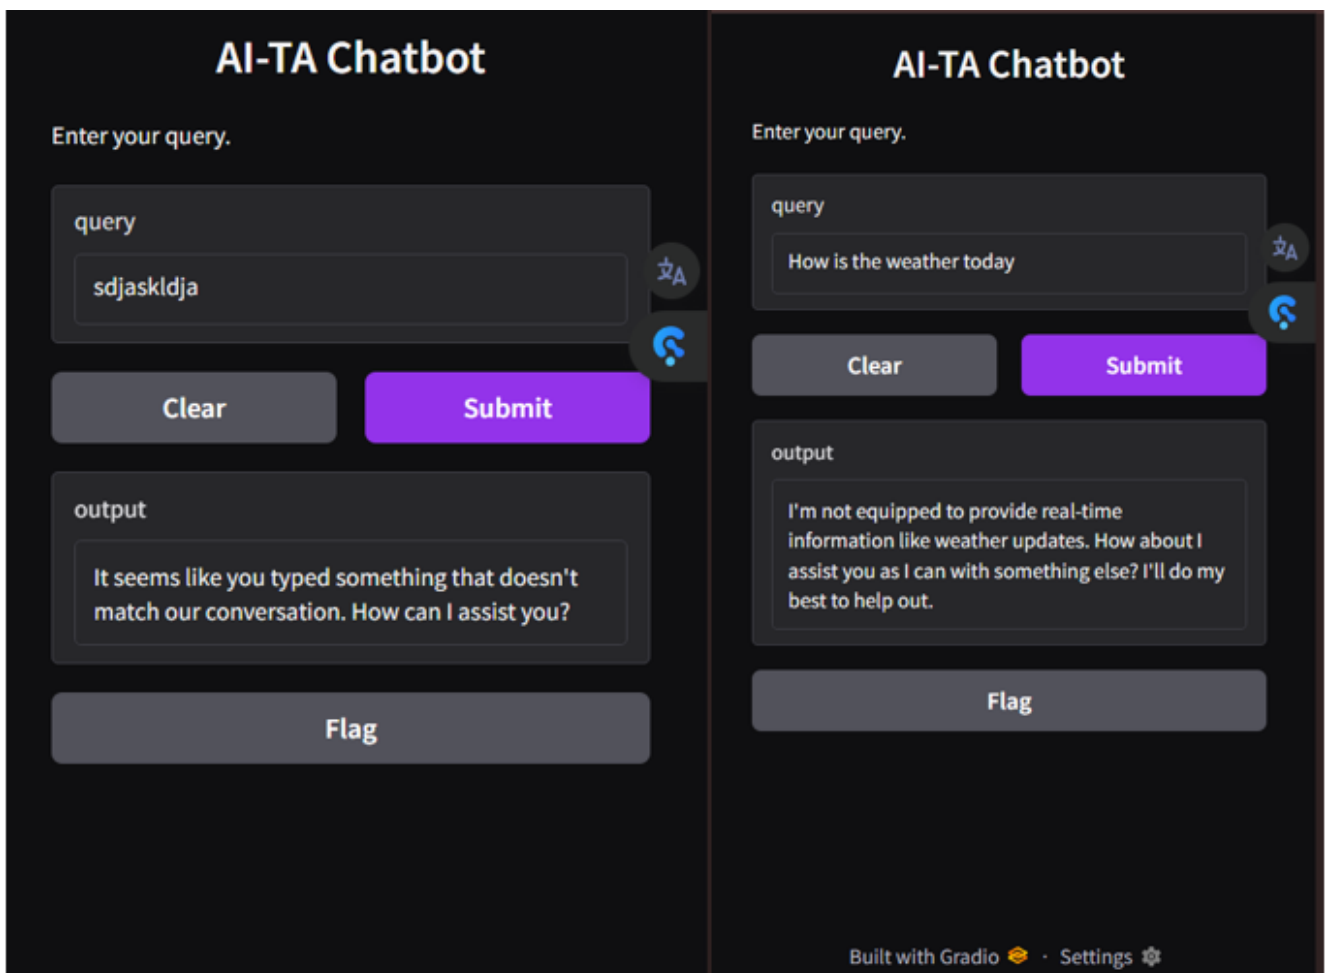 AI-TA Chatbot
Enter your query.
query
sdjaskldja
Clear
Submit
output
It seems like you typed something that doesn't
match our conversation. How can I assist you?
Flag
AI-TA Chatbot
Enter your query.
query
How is the weather today
Clear
Submit
output
I'm not equipped to provide real-time
information like weather updates. How about I
assist you as I can with something else? I'll do my
best to help out.
Flag
Built with Gradio · Settings